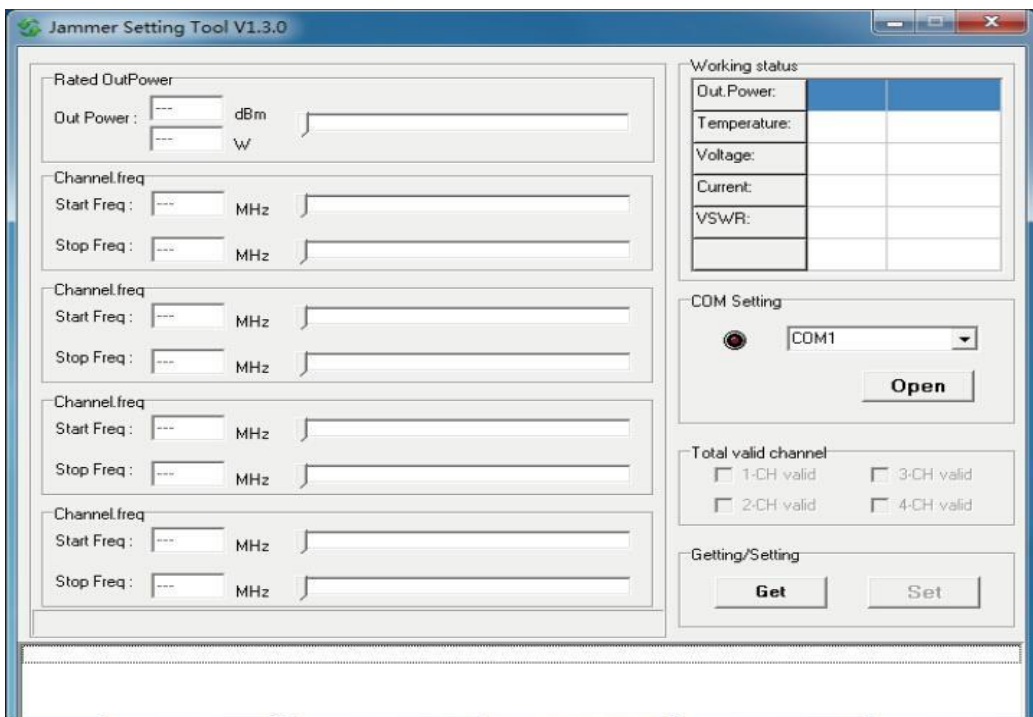 Jammer Setting Tool V1.3.0
Rated OutPower
Out Power :
---
dBm
---
W
Channel.freq
Start Freq :
---
MHz
Stop Freq :
---
MHz
Channel.freq
Start Freq :
---
MHz
Stop Freq :
---
MHz
Channel.freq
Start Freq :
---
MHz
Stop Freq :
---
MHz
Channel.freq
Start Freq :
---
MHz
Stop Freq :
---
MHz
Working status
Out.Power:
Temperature:
Voltage:
Current:
VSWR:
COM Setting
COM1
Open
Total valid channel
1-CH valid
3-CH valid
2-CH valid
4-CH valid
Getting/Setting
Get
Set